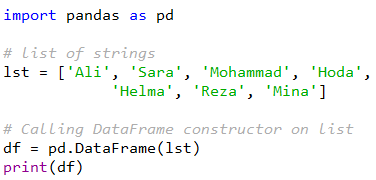 import pandas as pd
# list of strings
lst = ['Ali', 'Sara', 'Mohammad', 'Hoda',
'Helma', 'Reza', 'Mina']
# Calling DataFrame constructor on list
df = pd.DataFrame(lst)
print(df)